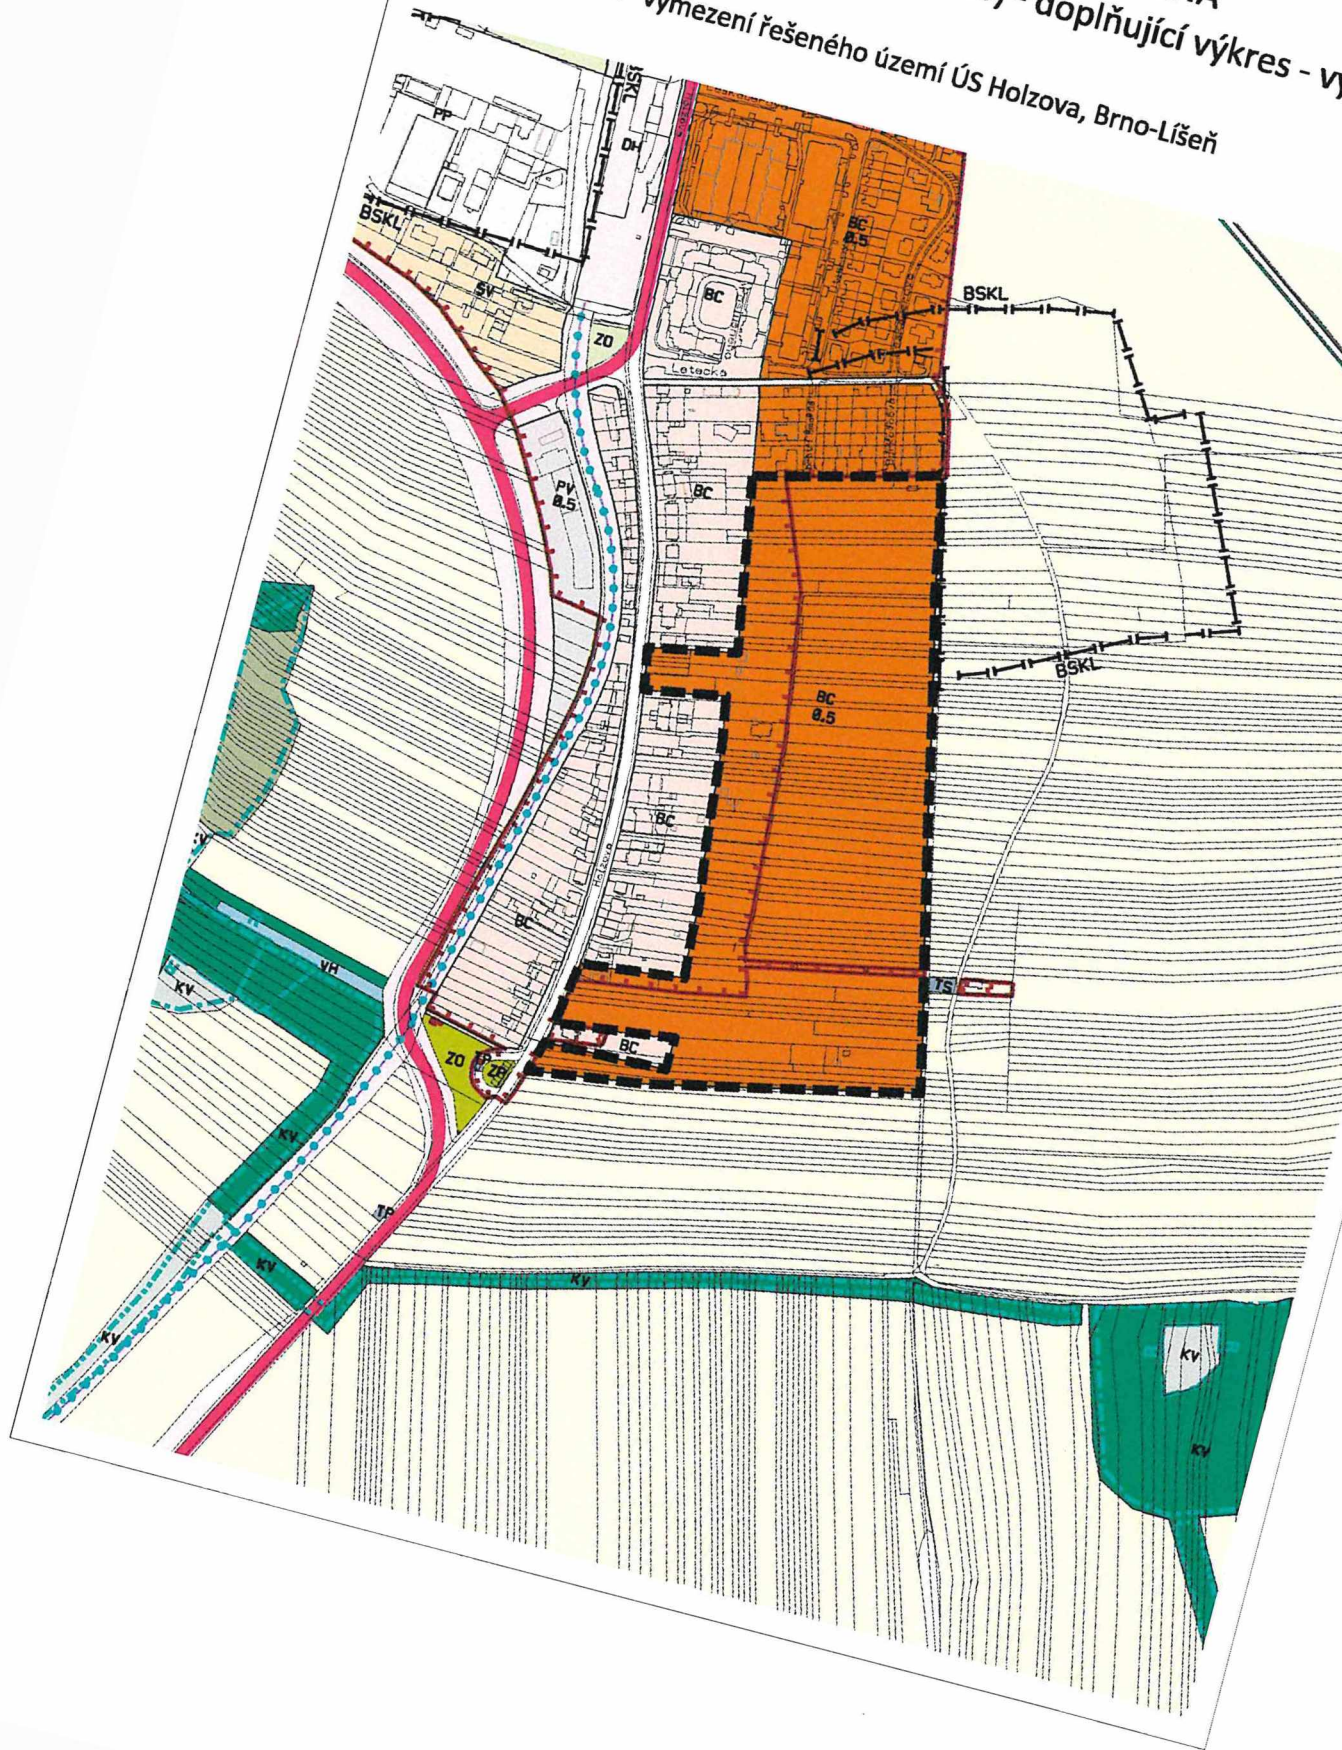 doplňující výkres - vy
vymezení řešeného území ÚS Holzova, Brno-Líšeň
BSKL
PP
DH
BSKL
SV
BC
0.5
BC
BSKL
ZO
Letecká
PV
0.5
BC
BSKL
BC
0.5
BC
Holzova
BC
VH
KV
TS
BC
ZO
TP
ZP
KV
TP
KV
KV
KV
KV
KV
KV